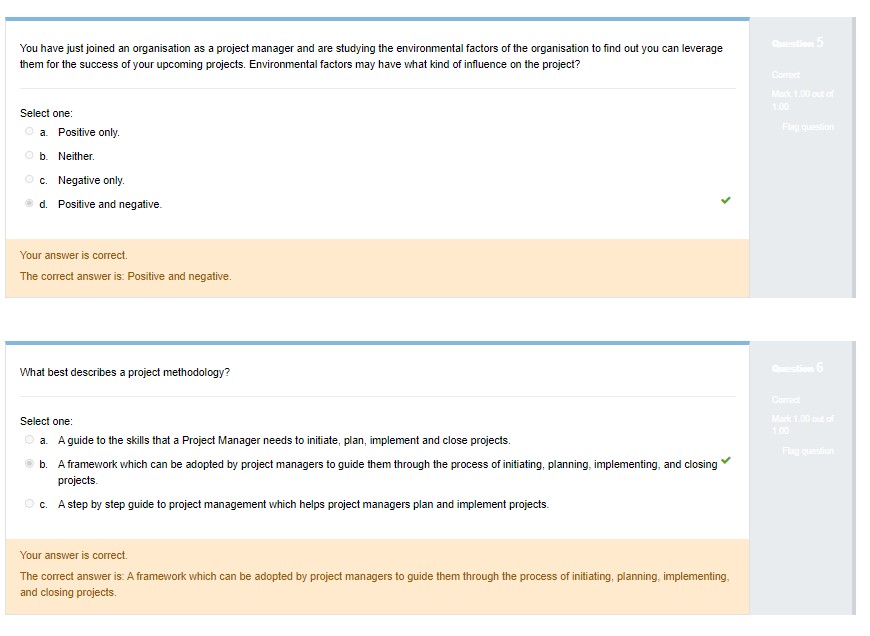 You have just joined an organisation as a project manager and are studying the environmental factors of the organisation to find out you can leverage
them for the success of your upcoming projects. Environmental factors may have what kind of influence on the project?
Question 5
Correct
Mark 1.00 out of
1.00
Flag question
Select one:
a. Positive only.
b. Neither.
c. Negative only.
d. Positive and negative.
Your answer is correct.
The correct answer is: Positive and negative.
What best describes a project methodology?
Question 6
Correct
Mark 1.00 out of
1.00
Flag question
Select one:
a. A guide to the skills that a Project Manager needs to initiate, plan, implement and close projects.
b. A framework which can be adopted by project managers to guide them through the process of initiating, planning, implementing, and closing
projects.
c. A step by step guide to project management which helps project managers plan and implement projects.
Your answer is correct.
The correct answer is: A framework which can be adopted by project managers to guide them through the process of initiating, planning, implementing,
and closing projects.